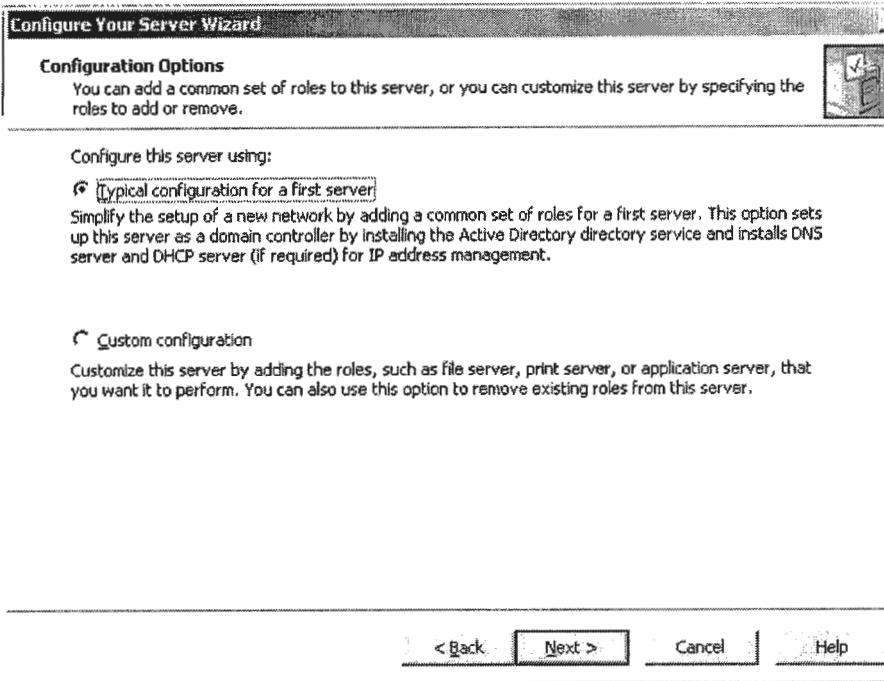 Configure Your Server Wizard
Configuration Options
You can add a common set of roles to this server, or you can customize this server by specifying the
roles to add or remove.
Configure this server using:
Typical configuration for a first server
Simplify the setup of a new network by adding a common set of roles for a first server. This option sets
up this server as a domain controller by installing the Active Directory directory service and installs DNS
server and DHCP server (if required) for IP address management.
Custom configuration
Customize this server by adding the roles, such as file server, print server, or application server, that
you want it to perform. You can also use this option to remove existing roles from this server.
< Back Next > Cancel Help